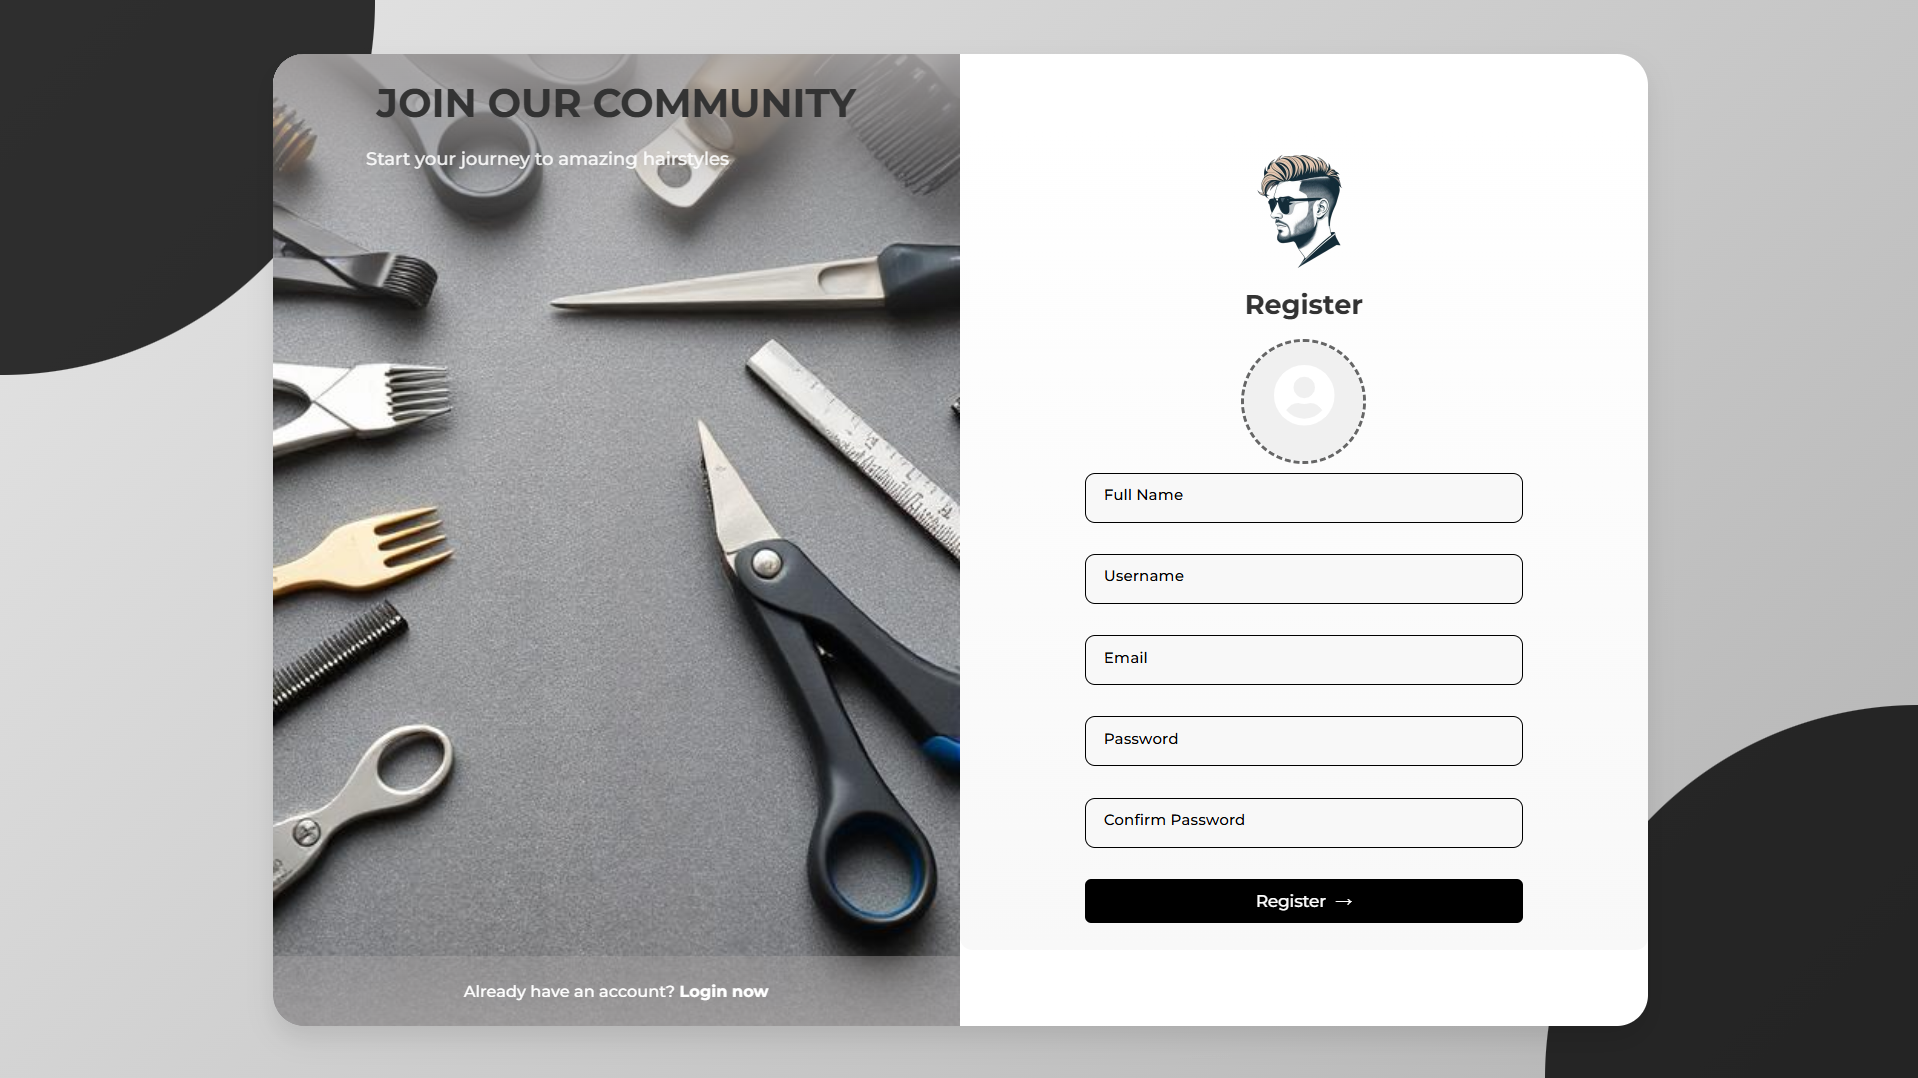 JOIN OUR COMMUNITY
Start your journey to amazing hairstyles
Already have an account? Login now
Register
Full Name
Username
Email
Password
Confirm Password
Register →